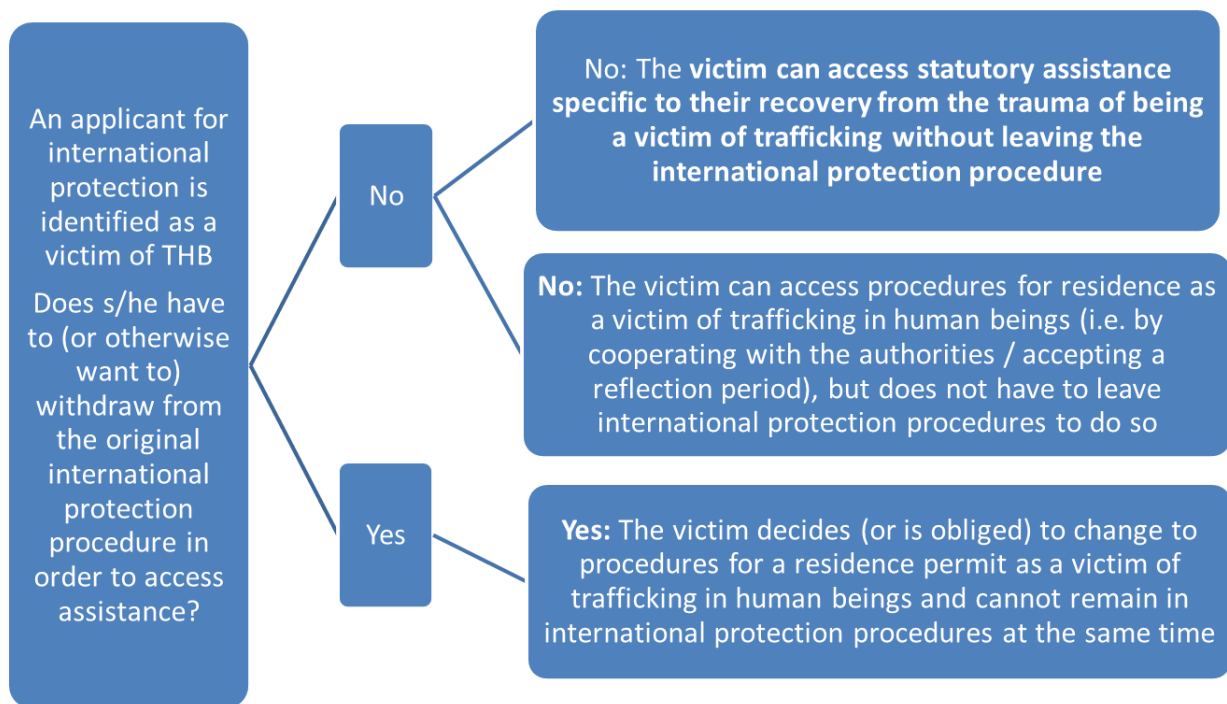 An applicant for
international
protection is
identified as a
victim of THB
Does s/he have
to (or otherwise
want to)
withdraw from
the original
international
protection
procedure in
order to access
assistance?
No
Yes
No: The victim can access statutory assistance
specific to their recovery from the trauma of being
a victim of trafficking without leaving the
international protection procedure
No: The victim can access procedures for residence as
a victim of trafficking in human beings (i.e. by
cooperating with the authorities / accepting a
reflection period), but does not have to leave
international protection procedures to do so
Yes: The victim decides (or is obliged) to change to
procedures for a residence permit as a victim of
trafficking in human beings and cannot remain in
international protection procedures at the same time